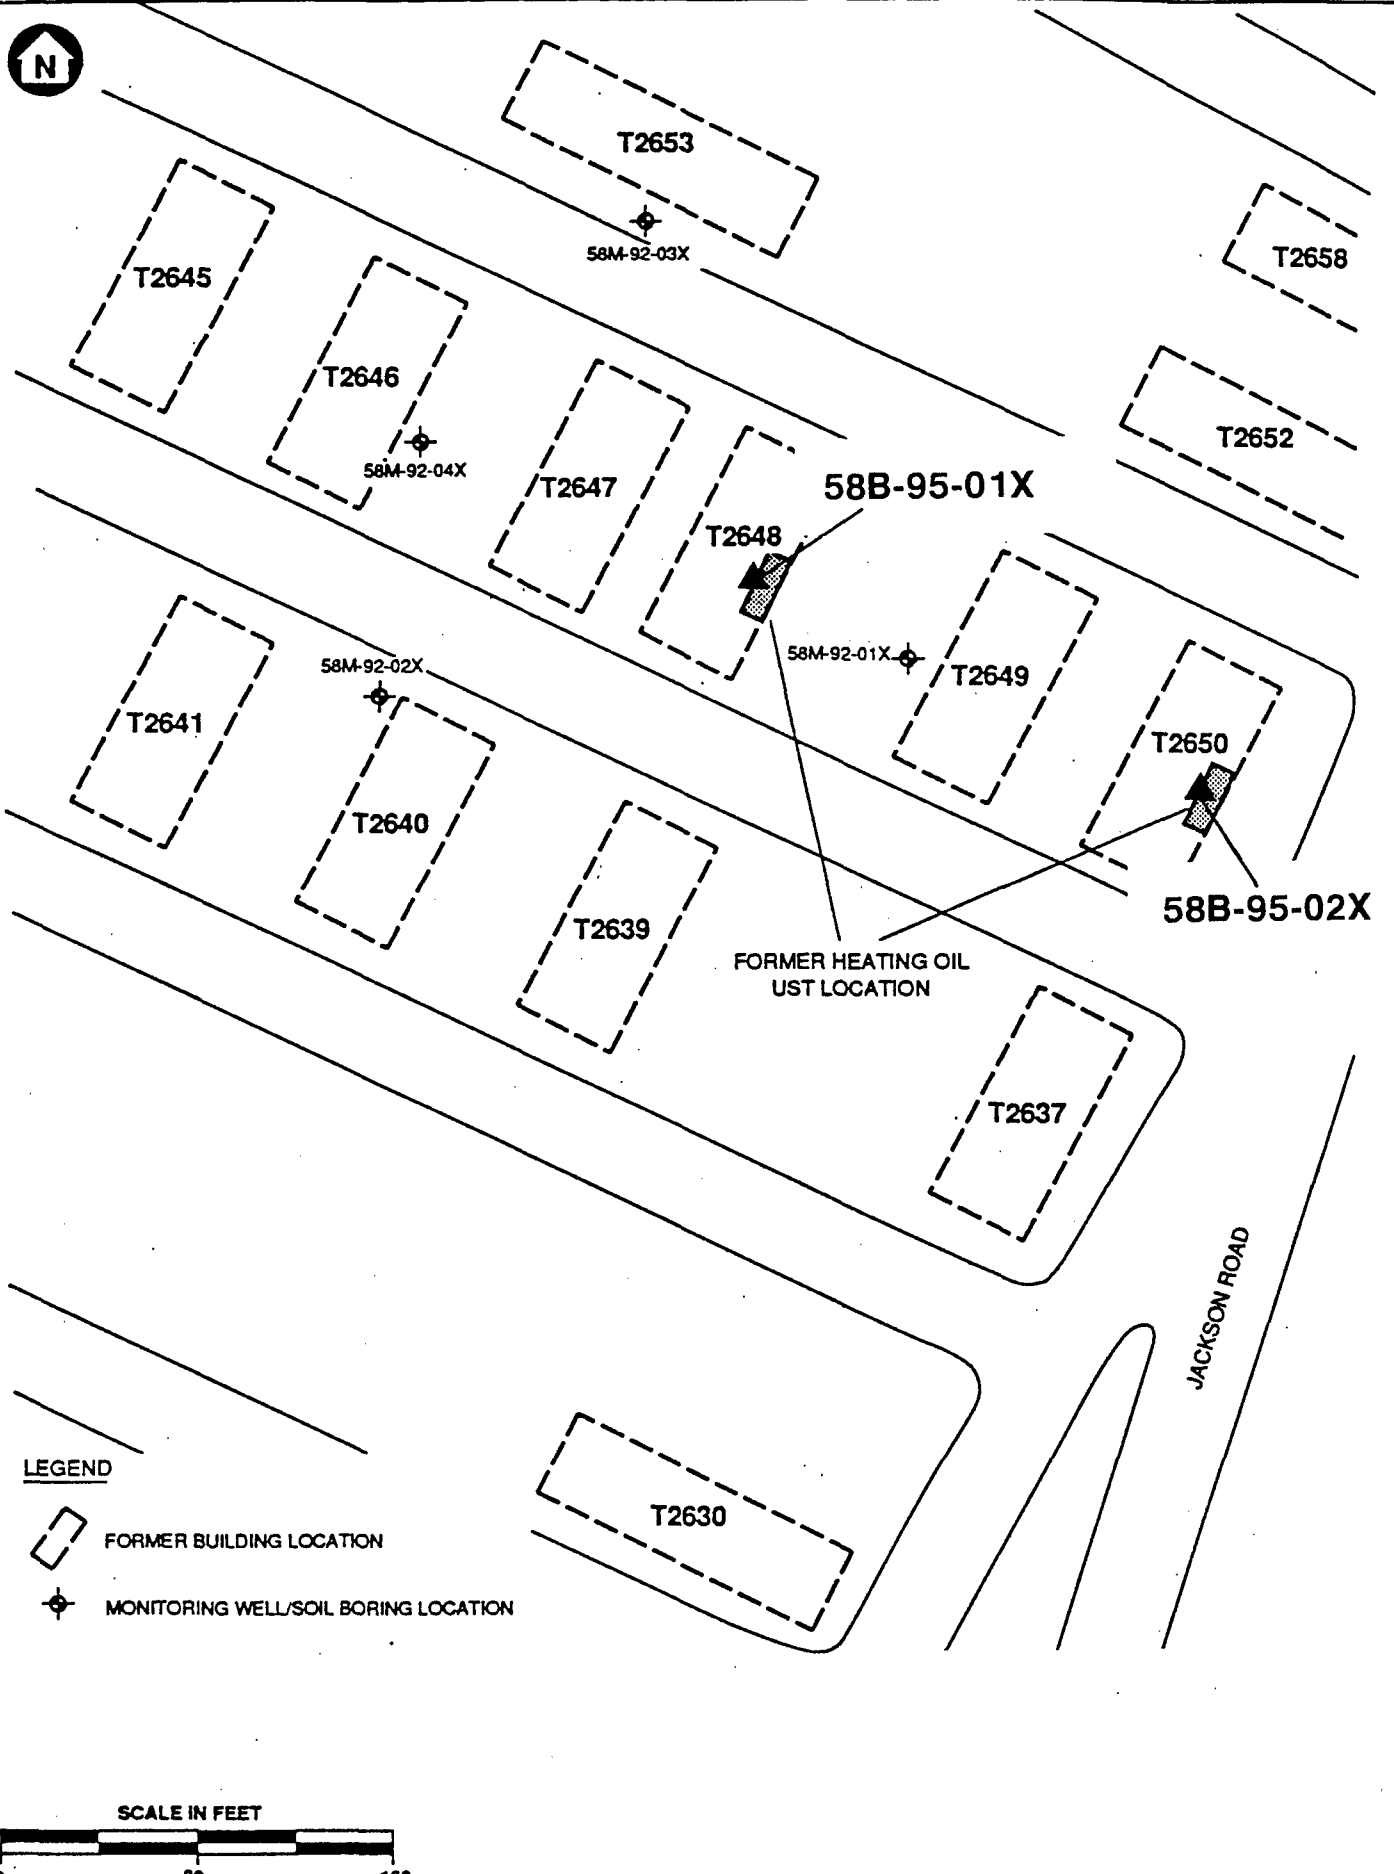 N
T2653
58M-92-03X
T2658
T2645
T2646
58M-92-04X
T2652
T2647
58B-95-01X
T2648
58M-92-01X
T2649
58M-92-02X
T2641
T2650
T2640
58B-95-02X
T2639
FORMER HEATING OIL
UST LOCATION
T2637
JACKSON ROAD
LEGEND
T2630
FORMER BUILDING LOCATION
MONITORING WELL/SOIL BORING LOCATION
SCALE IN FEET